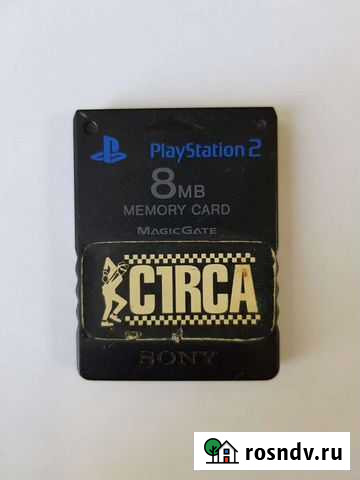 PlayStation 2
8MB
MEMORY CARD
MAGICGATE
C1RCA
SONY
rosndv.ru